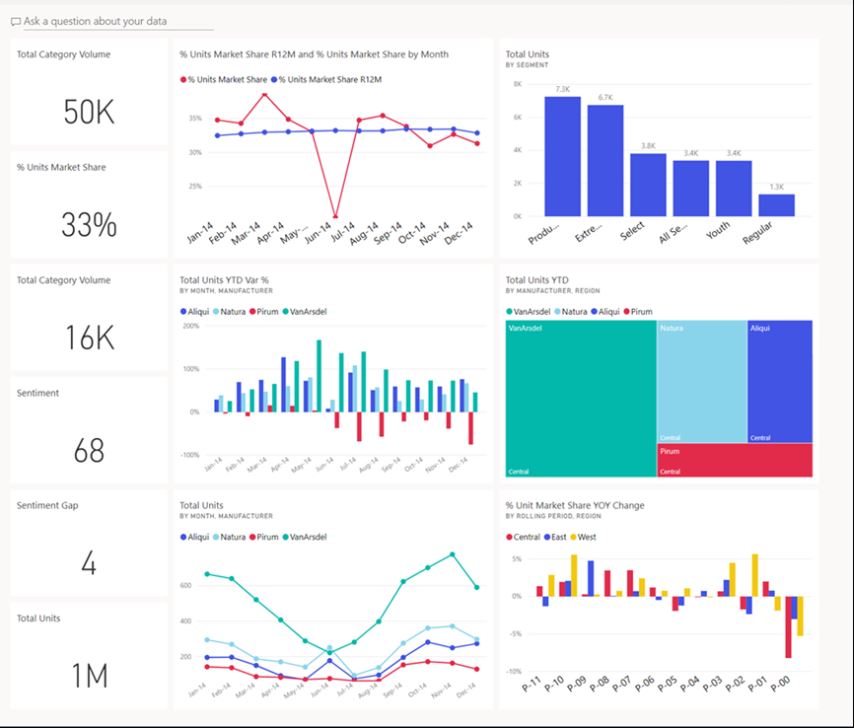 Ask a question about your data
Total Category Volume
50K
% Units Market Share
33%
Total Category Volume
16K
Sentiment
68
Sentiment Gap
4
Total Units
1M
% Units Market Share R12M and % Units Market Share by Month
% Units Market Share % Units Market Share R12M
35%
30%
25%
Jan-14 Feb-14 Mar-14 Apr-14 May-... Jun-14 Jul-14 Aug-14 Sep-14 Oct-14 Nov-14 Dec-14
Total Units
BY SEGMENT
8K
6K
4K
2K
0K
7.3K 6.7K 3.8K 3.4K 3.4K 1.3K
Produ... Extre... Select All Se... Youth Regular
Total Units YTD Var %
BY MONTH, MANUFACTURER
Aliqui Natura Pirum VanArsdel
200%
100%
0%
-100%
Jan-14 Feb-14 Mar-14 Apr-14 May-14 Jun-14 Jul-14 Aug-14 Sep-14 Oct-14 Nov-14 Dec-14
Total Units YTD
BY MANUFACTURER, REGION
VanArsdel Natura Aliqui Pirum
VanArsdel
Central
Natura
Central
Aliqui
Central
Pirum
Central
Total Units
BY MONTH, MANUFACTURER
Aliqui Natura Pirum VanArsdel
600
400
200
Jan-14 Feb-14 Mar-14 Apr-14 May-14 Jun-14 Jul-14 Aug-14 Sep-14 Oct-14 Nov-14 Dec-14
% Unit Market Share YOY Change
BY ROLLING PERIOD, REGION
Central East West
5%
0%
-5%
-10%
P-11 P-10 P-09 P-08 P-07 P-06 P-05 P-04 P-03 P-02 P-01 P-00